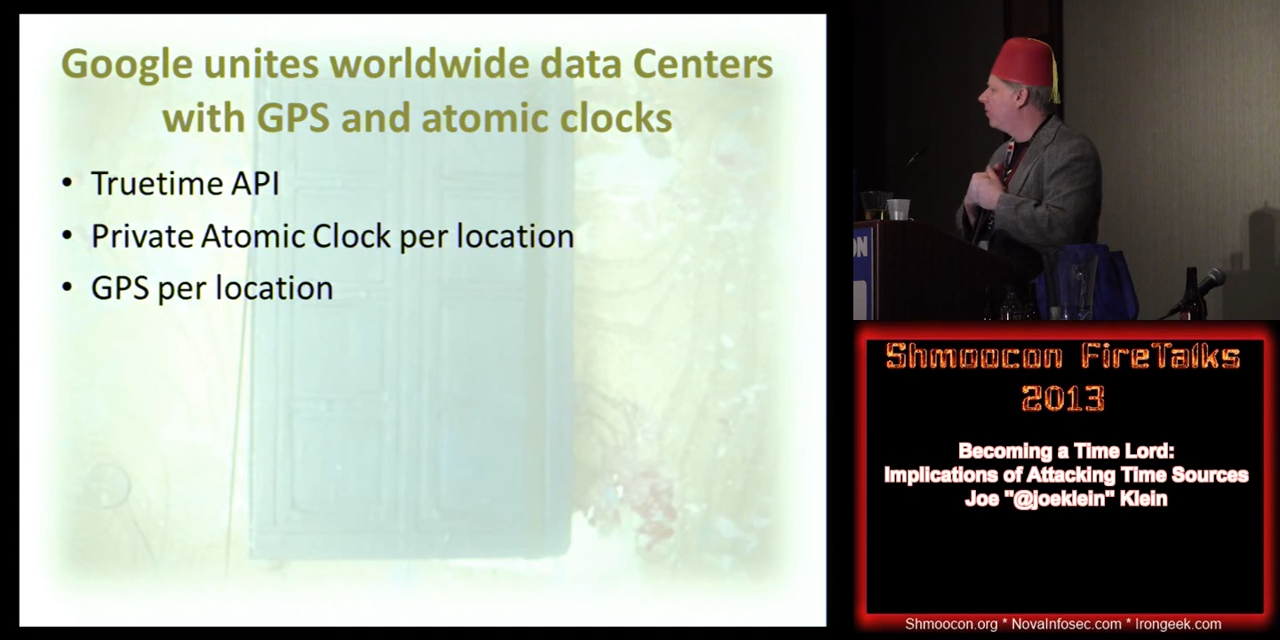 Google unites worldwide data Centers
with GPS and atomic clocks
• Truetime API
• Private Atomic Clock per location
• GPS per location
ON
Shmoocon FireTalks
2013
Becoming a Time Lord:
Implications of Attacking Time Sources
Joe "@joeklein" Klein
Shmoocon.org * NovaInfosec.com * Irongeek.com